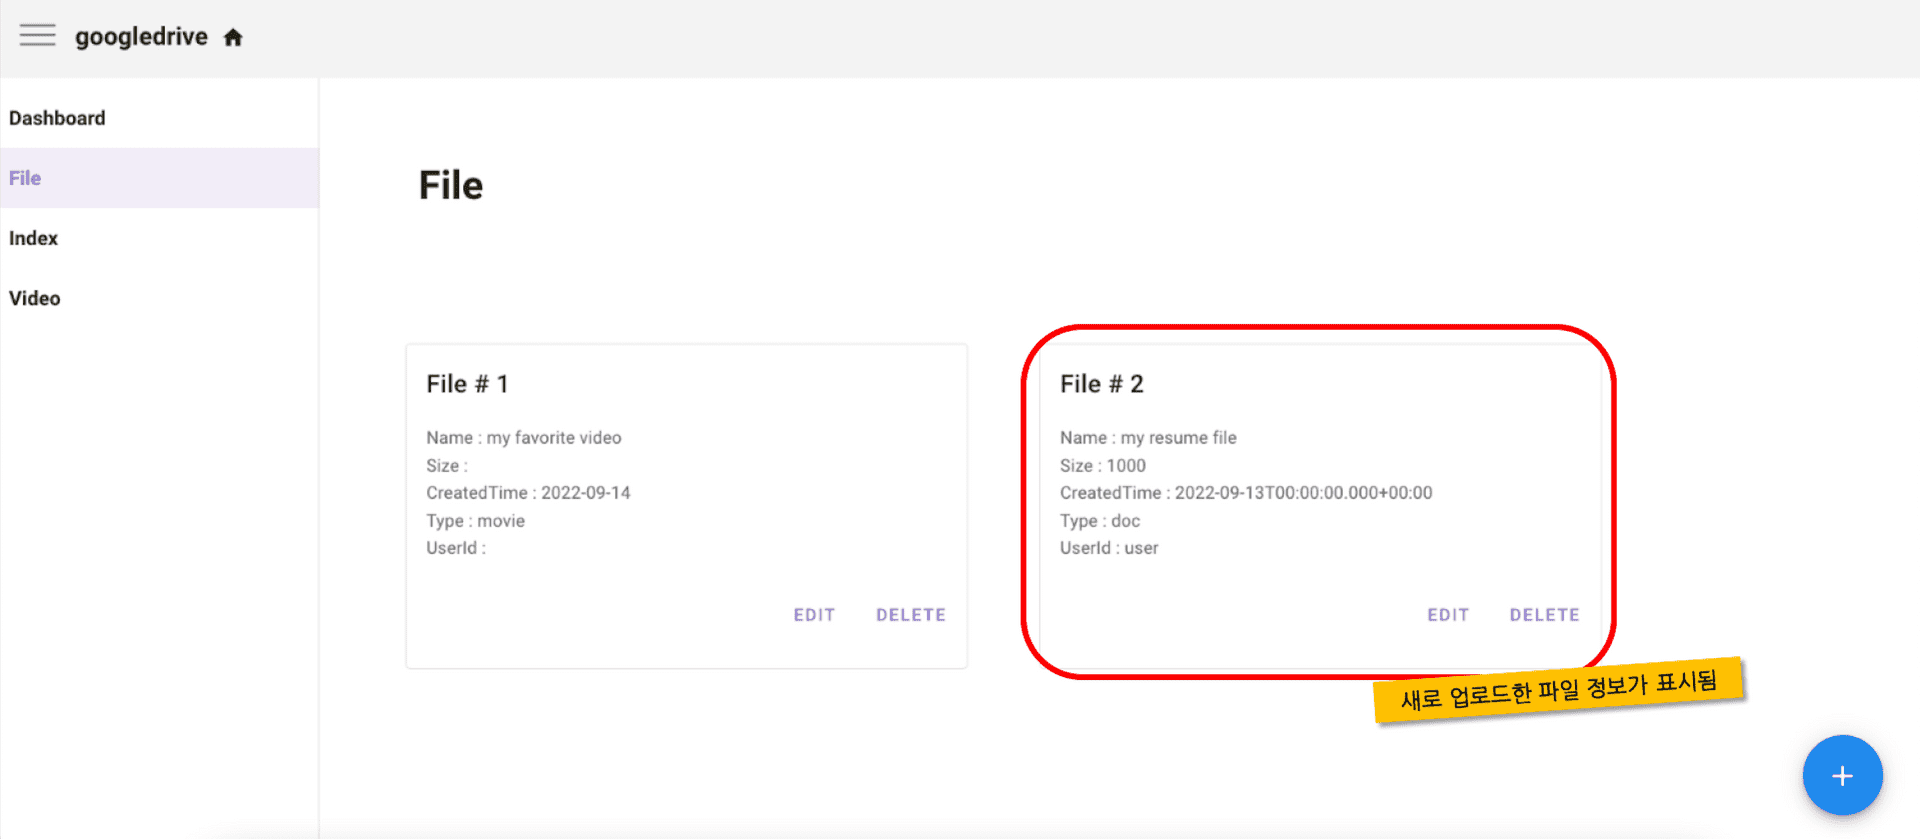 googledrive
Dashboard
File
Index
Video
File
File # 1
Name : my favorite video
Size :
CreatedTime : 2022-09-14
Type : movie
UserId :
EDIT DELETE
File # 2
Name : my resume file
Size : 1000
CreatedTime : 2022-09-13T00:00:00.000+00:00
Type : doc
UserId : user
EDIT DELETE
새로 업로드한 파일 정보가 표시됨
+